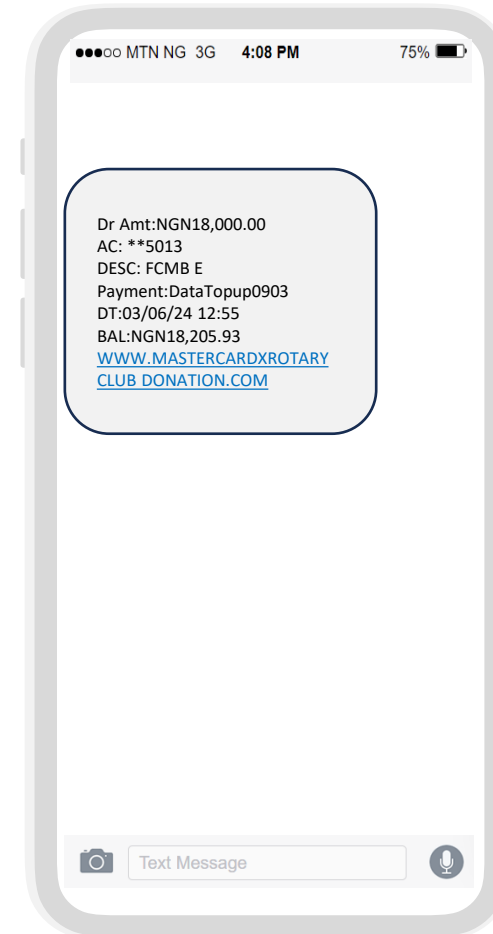 MTN NG 3G 4:08 PM 75%
Dr Amt:NGN18,000.00
AC: **5013
DESC: FCMB E
Payment:DataTopup0903
DT:03/06/24 12:55
BAL:NGN18,205.93
WWW.MASTERCARDXROTARY
CLUB DONATION.COM
Text Message